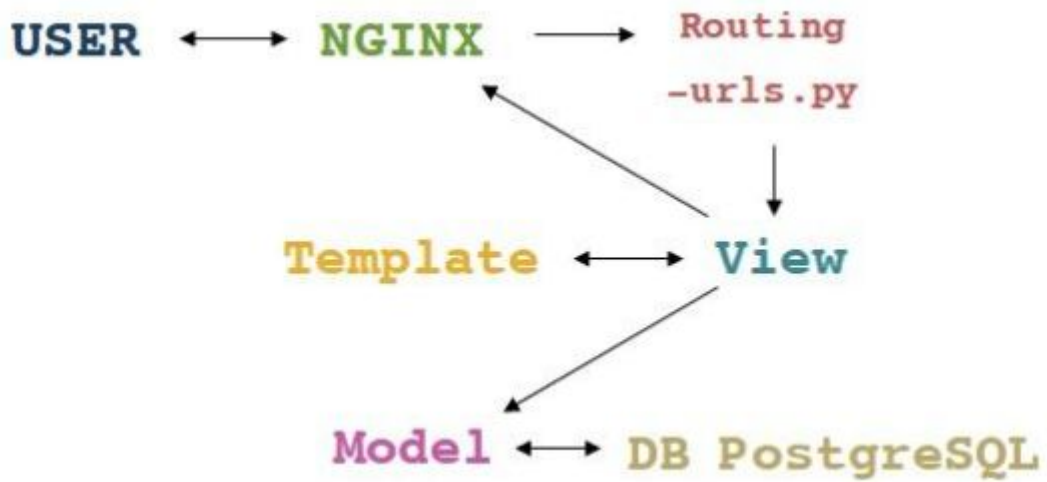 USER
NGINX
Routing
-urls.py
Template
View
Model
DB PostgreSQL